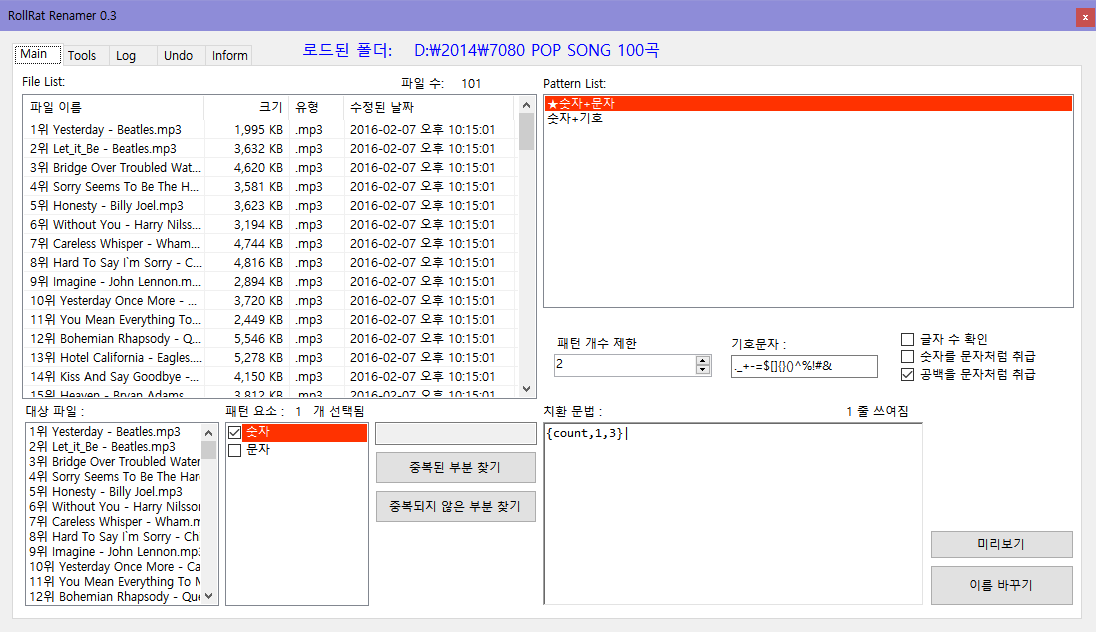 RollRat Renamer 0.3
x
Main Tools Log Undo Inform
로드된 폴더: D:₩2014₩7080 POP SONG 100곡
File List: 파일 수: 101
파일 이름 크기 유형 수정된 날짜
1위 Yesterday - Beatles.mp3 1,995 KB .mp3 2016-02-07 오후 10:15:01
2위 Let_it_Be - Beatles.mp3 3,632 KB .mp3 2016-02-07 오후 10:15:01
3위 Bridge Over Troubled Wat... 4,620 KB .mp3 2016-02-07 오후 10:15:01
4위 Sorry Seems To Be The H... 3,581 KB .mp3 2016-02-07 오후 10:15:01
5위 Honesty - Billy Joel.mp3 3,623 KB .mp3 2016-02-07 오후 10:15:01
6위 Without You - Harry Nilss... 3,194 KB .mp3 2016-02-07 오후 10:15:01
7위 Careless Whisper - Wham... 4,744 KB .mp3 2016-02-07 오후 10:15:01
8위 Hard To Say I`m Sorry - C... 4,816 KB .mp3 2016-02-07 오후 10:15:01
9위 Imagine - John Lennon.m... 2,894 KB .mp3 2016-02-07 오후 10:15:01
10위 Yesterday Once More - ... 3,720 KB .mp3 2016-02-07 오후 10:15:01
11위 You Mean Everything To... 2,449 KB .mp3 2016-02-07 오후 10:15:01
12위 Bohemian Rhapsody - Q... 5,546 KB .mp3 2016-02-07 오후 10:15:01
13위 Hotel California - Eagles.... 5,278 KB .mp3 2016-02-07 오후 10:15:01
14위 Kiss And Say Goodbye -... 4,150 KB .mp3 2016-02-07 오후 10:15:01
15위 Heaven - Bryan Adams 3,812 KB .mp3 2016-02-07 오후 10:15:01
Pattern List:
★숫자+문자
숫자+기호
패턴 개수 제한
2
기호문자 :
._+-=$[]{}()^%!#&
글자 수 확인
숫자를 문자처럼 취급
공백을 문자처럼 취급
대상 파일 :
1위 Yesterday - Beatles.mp3
2위 Let_it_Be - Beatles.mp3
3위 Bridge Over Troubled Water
4위 Sorry Seems To Be The Har
5위 Honesty - Billy Joel.mp3
6위 Without You - Harry Nilsson
7위 Careless Whisper - Wham.m
8위 Hard To Say I`m Sorry - Ch
9위 Imagine - John Lennon.mp3
10위 Yesterday Once More - Ca
11위 You Mean Everything To M
12위 Bohemian Rhapsody - Que
패턴 요소 : 1 개 선택됨
숫자
문자
중복된 부분 찾기
중복되지 않은 부분 찾기
치환 문법 : 1 줄 쓰여짐
{count,1,3}
미리보기
이름 바꾸기